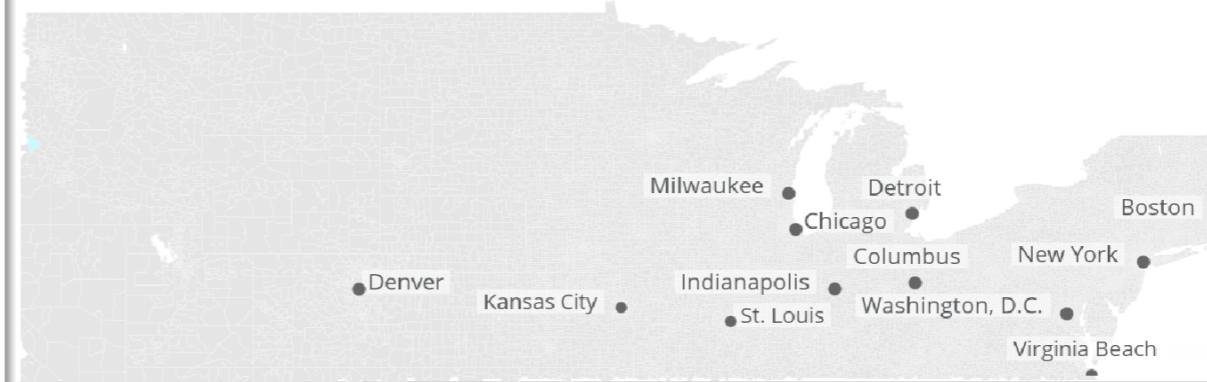 Milwaukee
Detroit
Boston
Chicago
Columbus
New York
Denver
Indianapolis
Kansas City
Washington, D.C.
St. Louis
Virginia Beach